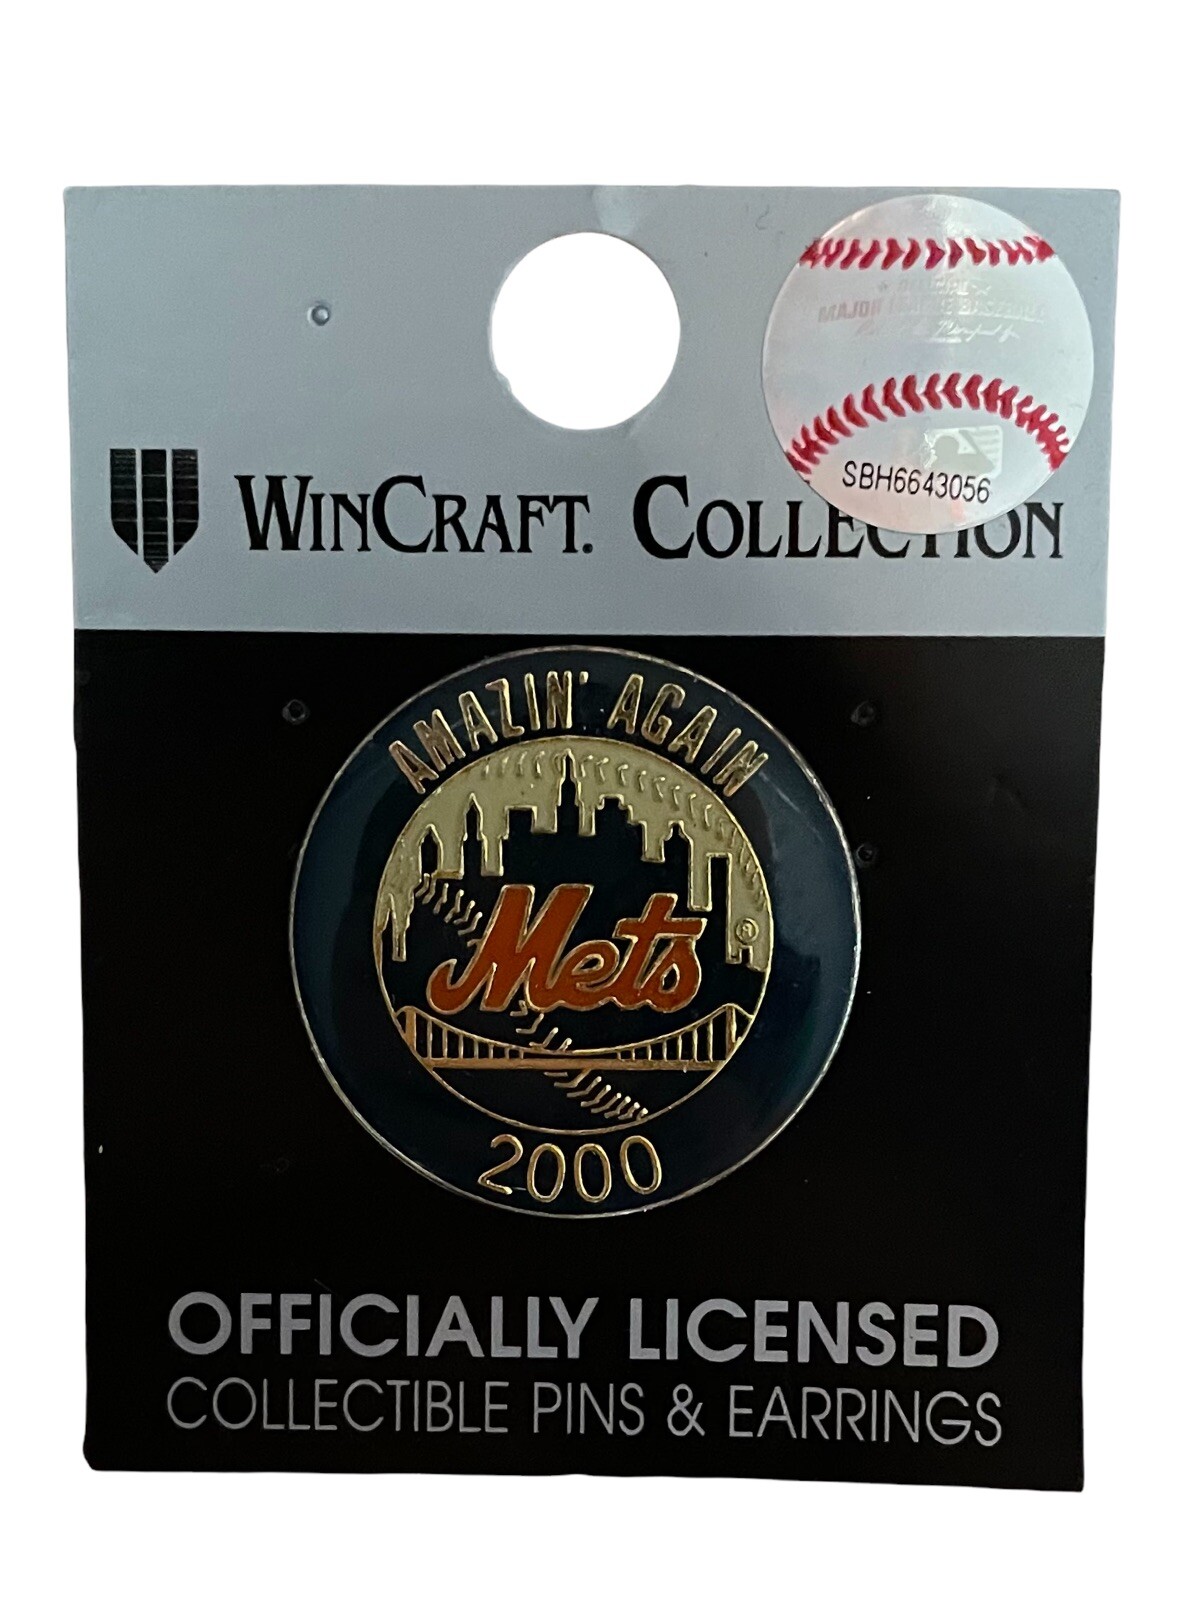 SBH6643056
WINCRAFT. COLLECTION
AMAZIN' AGAIN
Mets
®
2000
OFFICIALLY LICENSED
COLLECTIBLE PINS & EARRINGS